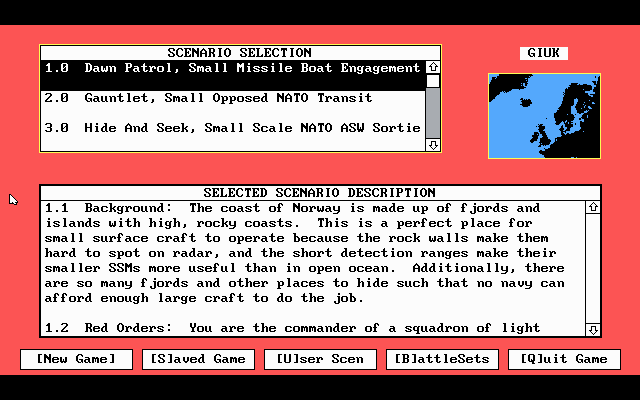 SCENARIO SELECTION
GIUK
1.0  Dawn Patrol, Small Missile Boat Engagement
2.0  Gauntlet, Small Opposed NATO Transit
3.0  Hide And Seek, Small Scale NATO ASW Sortie
SELECTED SCENARIO DESCRIPTION
1.1  Background:  The coast of Norway is made up of fjords and
islands with high, rocky coasts.  This is a perfect place for
small surface craft to operate because the rock walls make them
hard to spot on radar, and the short detection ranges make their
smaller SSMs more useful than in open ocean.  Additionally, there
are so many fjords and other places to hide such that no navy can
afford enough large craft to do the job.
1.2  Red Orders:  You are the commander of a squadron of light
[New Game]
[S]aved Game
[U]ser Scen
[B]attleSets
[Q]uit Game